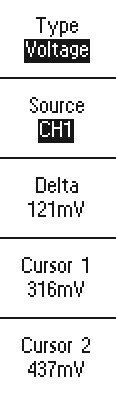 Type
Voltage
Source
CH1
Delta
121mV
Cursor 1
316mV
Cursor 2
437mV